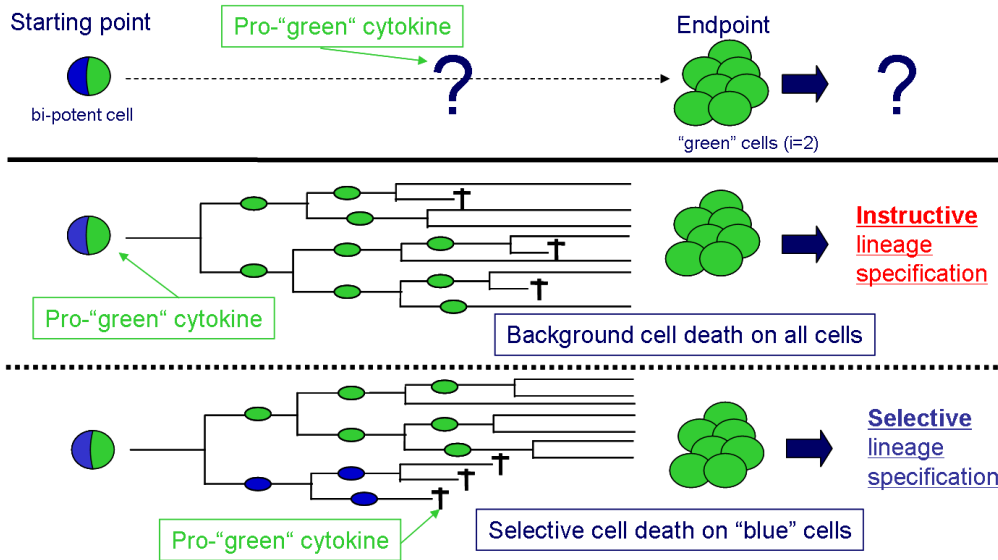 Starting point
Pro-“green“ cytokine
Endpoint
?
?
bi-potent cell
“green” cells (i=2)
Instructive
lineage
specification
Pro-“green“ cytokine
Background cell death on all cells
Selective
lineage
specification
Pro-“green“ cytokine
Selective cell death on “blue” cells